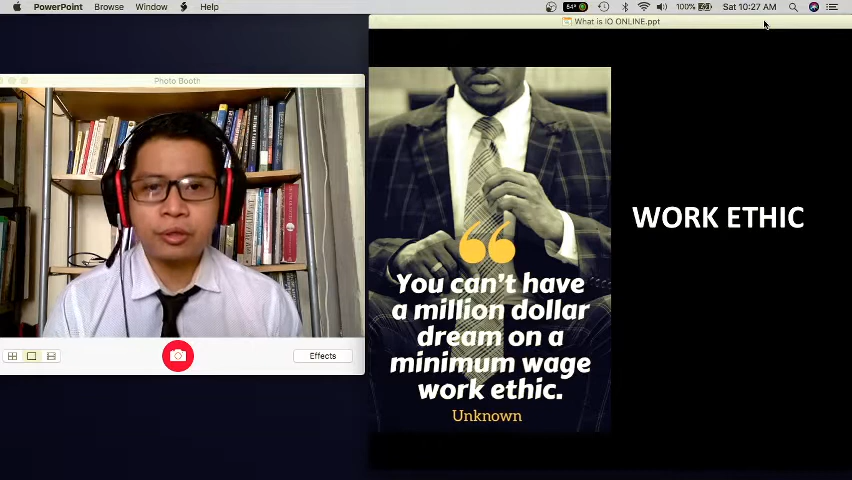 PowerPoint Browse Window Help
64° 100% Sat 10:27 AM
What is IO ONLINE.ppt
Photo Booth
Effects
You can't have
a million dollar
dream on a
minimum wage
work ethic.
Unknown
WORK ETHIC